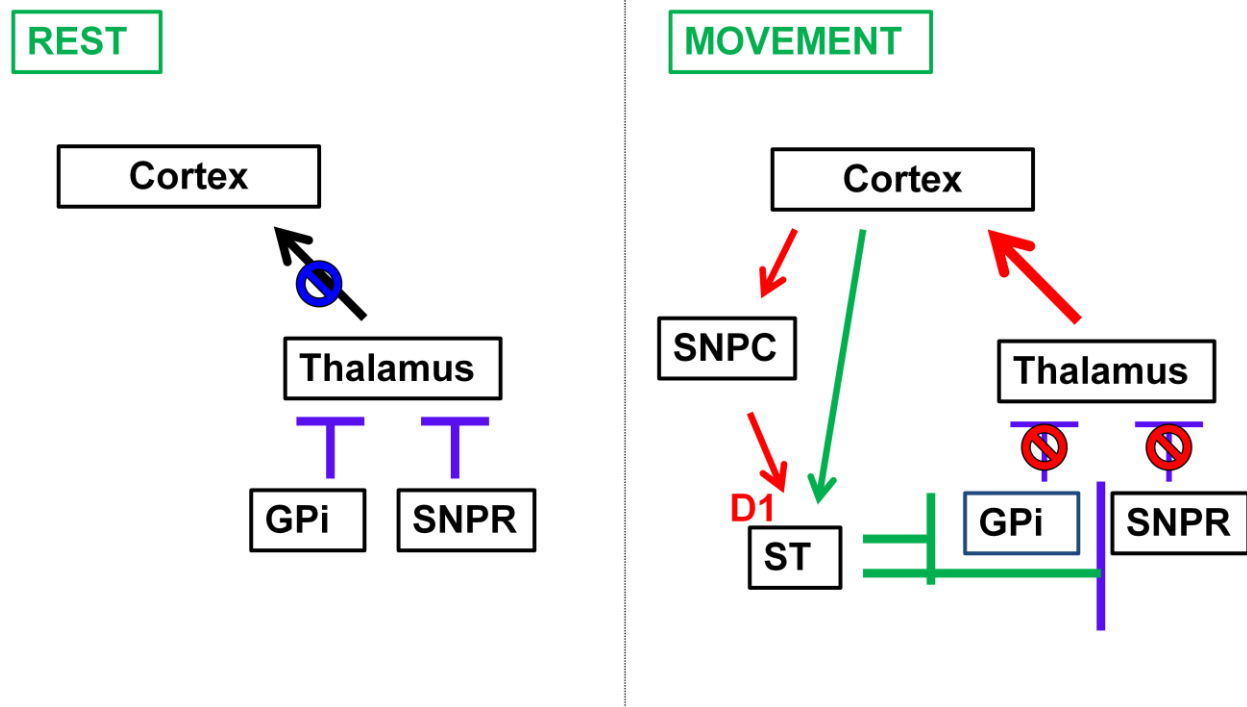 REST
Cortex
Thalamus
GPi
SNPR
MOVEMENT
Cortex
SNPC
Thalamus
D1
ST
GPi
SNPR